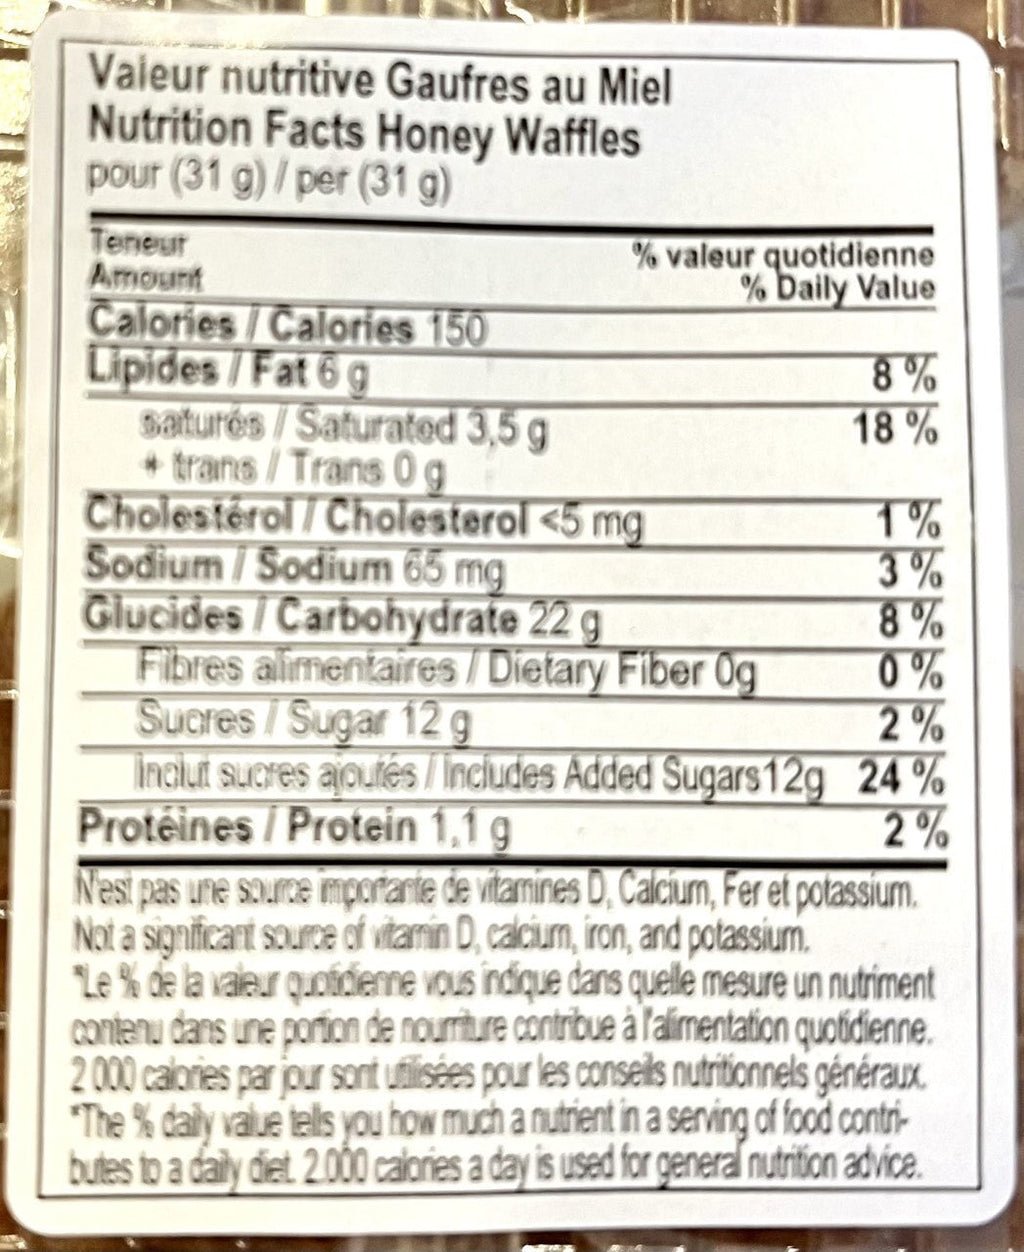 Valeur nutritive Gaufres au Miel
Nutrition Facts Honey Waffles
pour (31 g) / per (31 g)
Teneur
Amount
% valeur quotidienne
% Daily Value
Calories / Calories 150
Lipides / Fat 6 g 8 %
saturés / Saturated 3,5 g 18 %
+ trans / Trans 0 g
Cholestérol / Cholesterol <5 mg 1 %
Sodium / Sodium 65 mg 3 %
Glucides / Carbohydrate 22 g 8 %
Fibres alimentaires / Dietary Fiber 0g 0 %
Sucres / Sugar 12 g 2 %
Inclut sucres ajoutés / Includes Added Sugars12g 24 %
Protéines / Protein 1,1 g 2 %
N'est pas une source importante de vitamines D, Calcium, Fer et potassium.
Not a significant source of vitamin D, calcium, iron, and potassium.
*Le % de la valeur quotidienne vous indique dans quelle mesure un nutriment
contenu dans une portion de nourriture contribue à l'alimentation quotidienne.
2 000 calories par jour sont utilisées pour les conseils nutritionnels généraux.
*The % daily value tells you how much a nutrient in a serving of food contri-
butes to a daily diet. 2.000 calories a day is used for general nutrition advice.